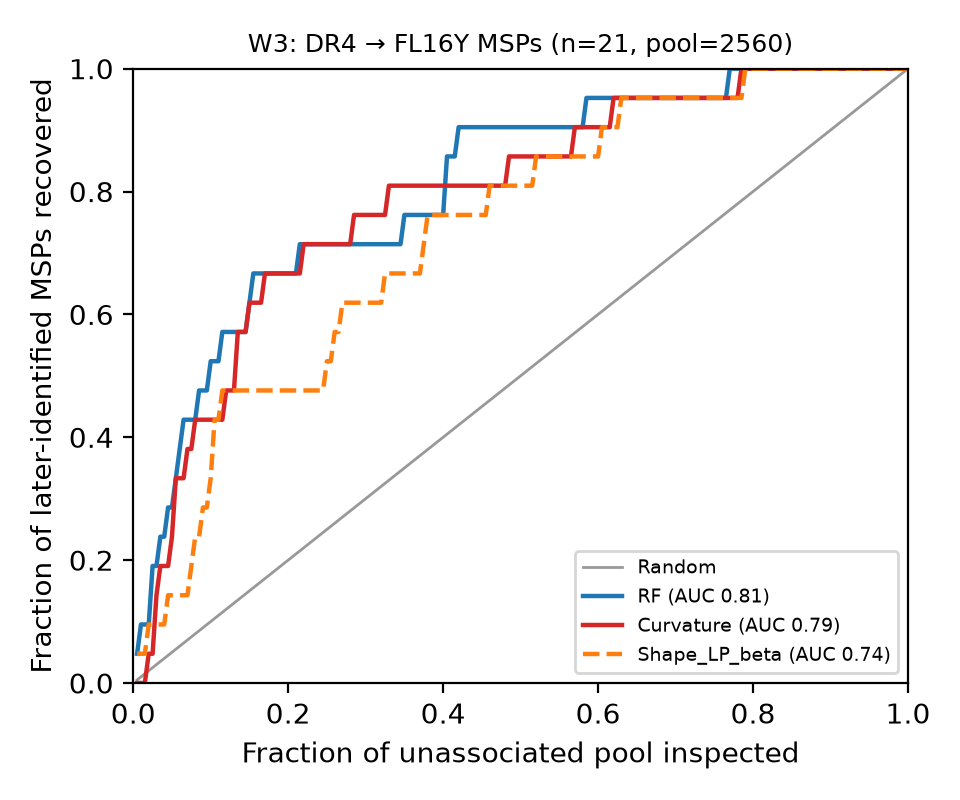 W3: DR4 → FL16Y MSPs (n=21, pool=2560)
Fraction of later-identified MSPs recovered
1.0
0.8
0.6
0.4
0.2
0.0
Random
RF (AUC 0.81)
Curvature (AUC 0.79)
Shape_LP_beta (AUC 0.74)
0.0 0.2 0.4 0.6 0.8 1.0
Fraction of unassociated pool inspected